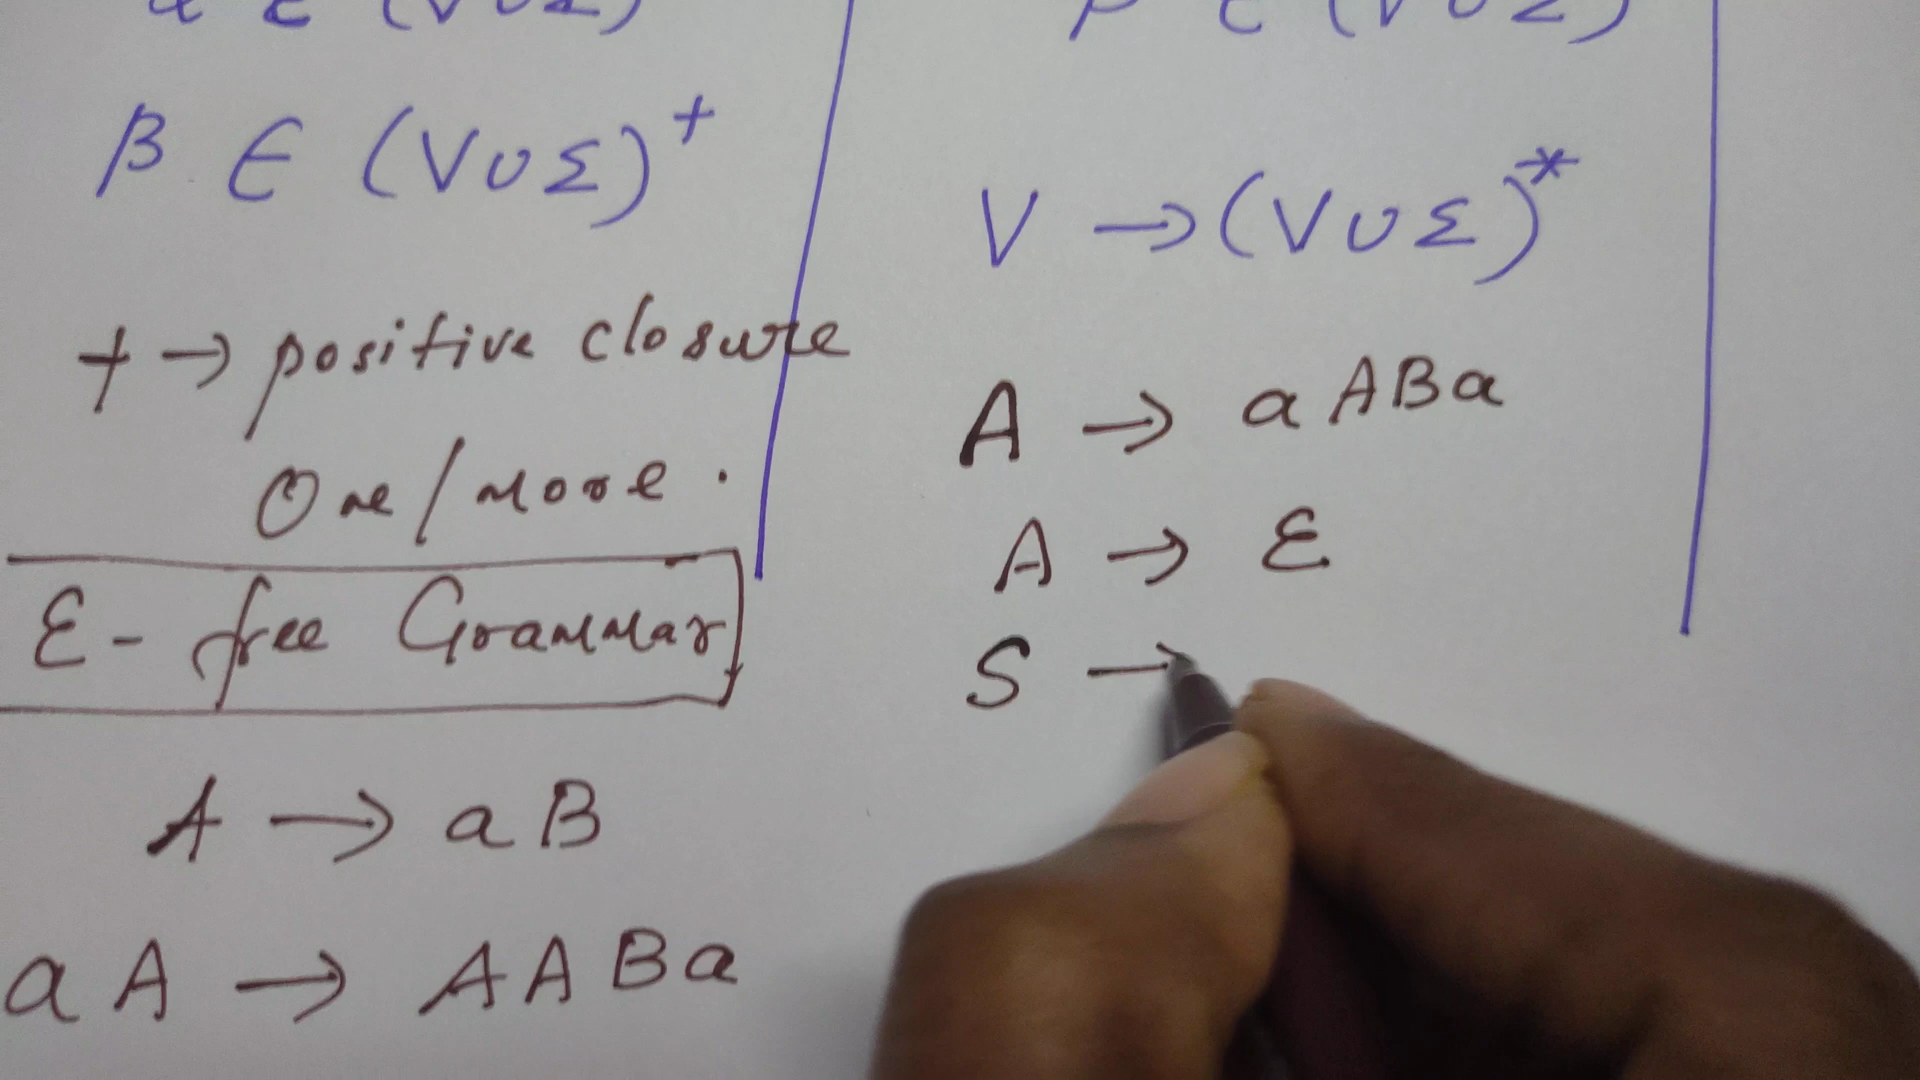 α ∈ (V∪Σ)
β ∈ (V∪Σ)⁺
+ → positive closure
One/more.
ε- free Grammar
A → aB
aA → AABa
β ∈ (V∪Σ)
V → (V∪Σ)*
A → aABa
A → ε
S →